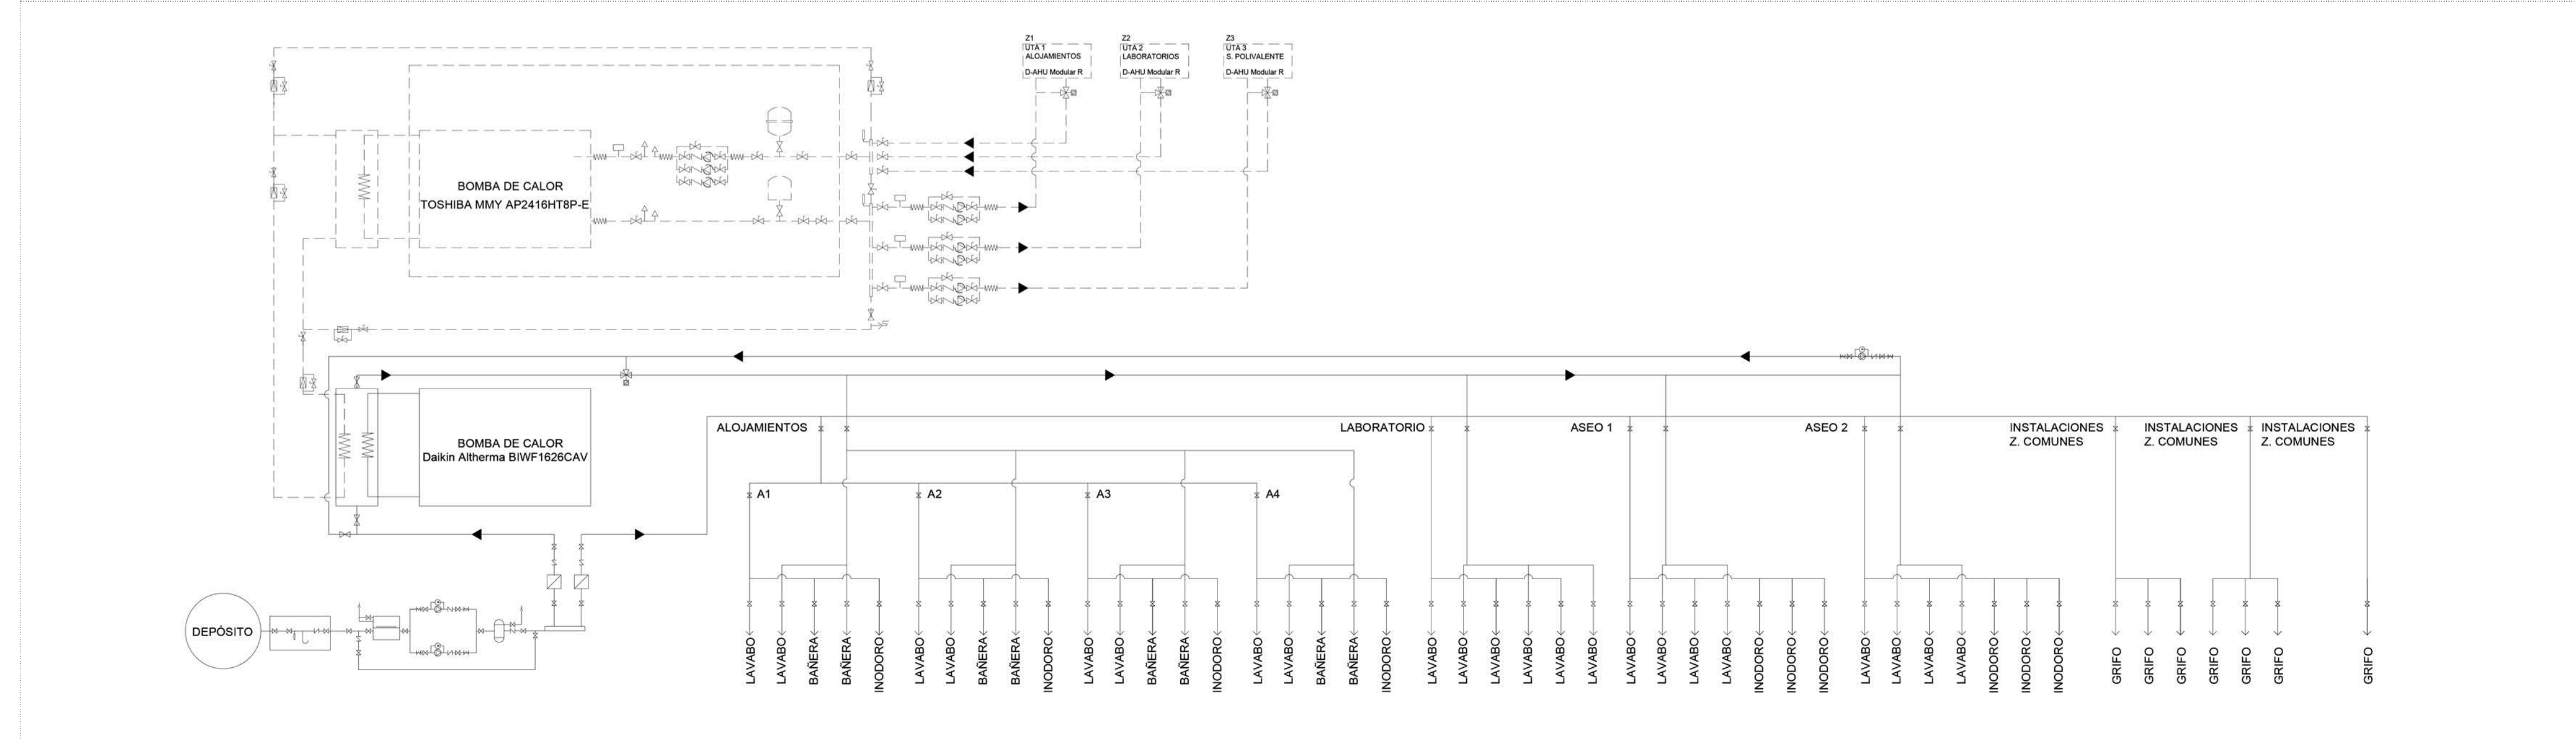 Z1
UTA 1
ALOJAMIENTOS
D-AHU Modular R
Z2
UTA 2
LABORATORIOS
D-AHU Modular R
Z3
UTA 3
S. POLIVALENTE
D-AHU Modular R
BOMBA DE CALOR
TOSHIBA MMY AP2416HT8P-E
BOMBA DE CALOR
Daikin Altherma BIWF1626CAV
ALOJAMIENTOS
LABORATORIO
ASEO 1
ASEO 2
INSTALACIONES
Z. COMUNES
INSTALACIONES
Z. COMUNES
INSTALACIONES
Z. COMUNES
A1
A2
A3
A4
DEPÓSITO
LAVABO
LAVABO
BAÑERA
BAÑERA
INODORO
LAVABO
LAVABO
BAÑERA
BAÑERA
INODORO
LAVABO
LAVABO
BAÑERA
BAÑERA
INODORO
LAVABO
LAVABO
BAÑERA
BAÑERA
INODORO
LAVABO
LAVABO
LAVABO
LAVABO
LAVABO
LAVABO
LAVABO
LAVABO
LAVABO
LAVABO
INODORO
INODORO
INODORO
LAVABO
LAVABO
LAVABO
LAVABO
INODORO
INODORO
INODORO
GRIFO
GRIFO
GRIFO
GRIFO
GRIFO
GRIFO
GRIFO